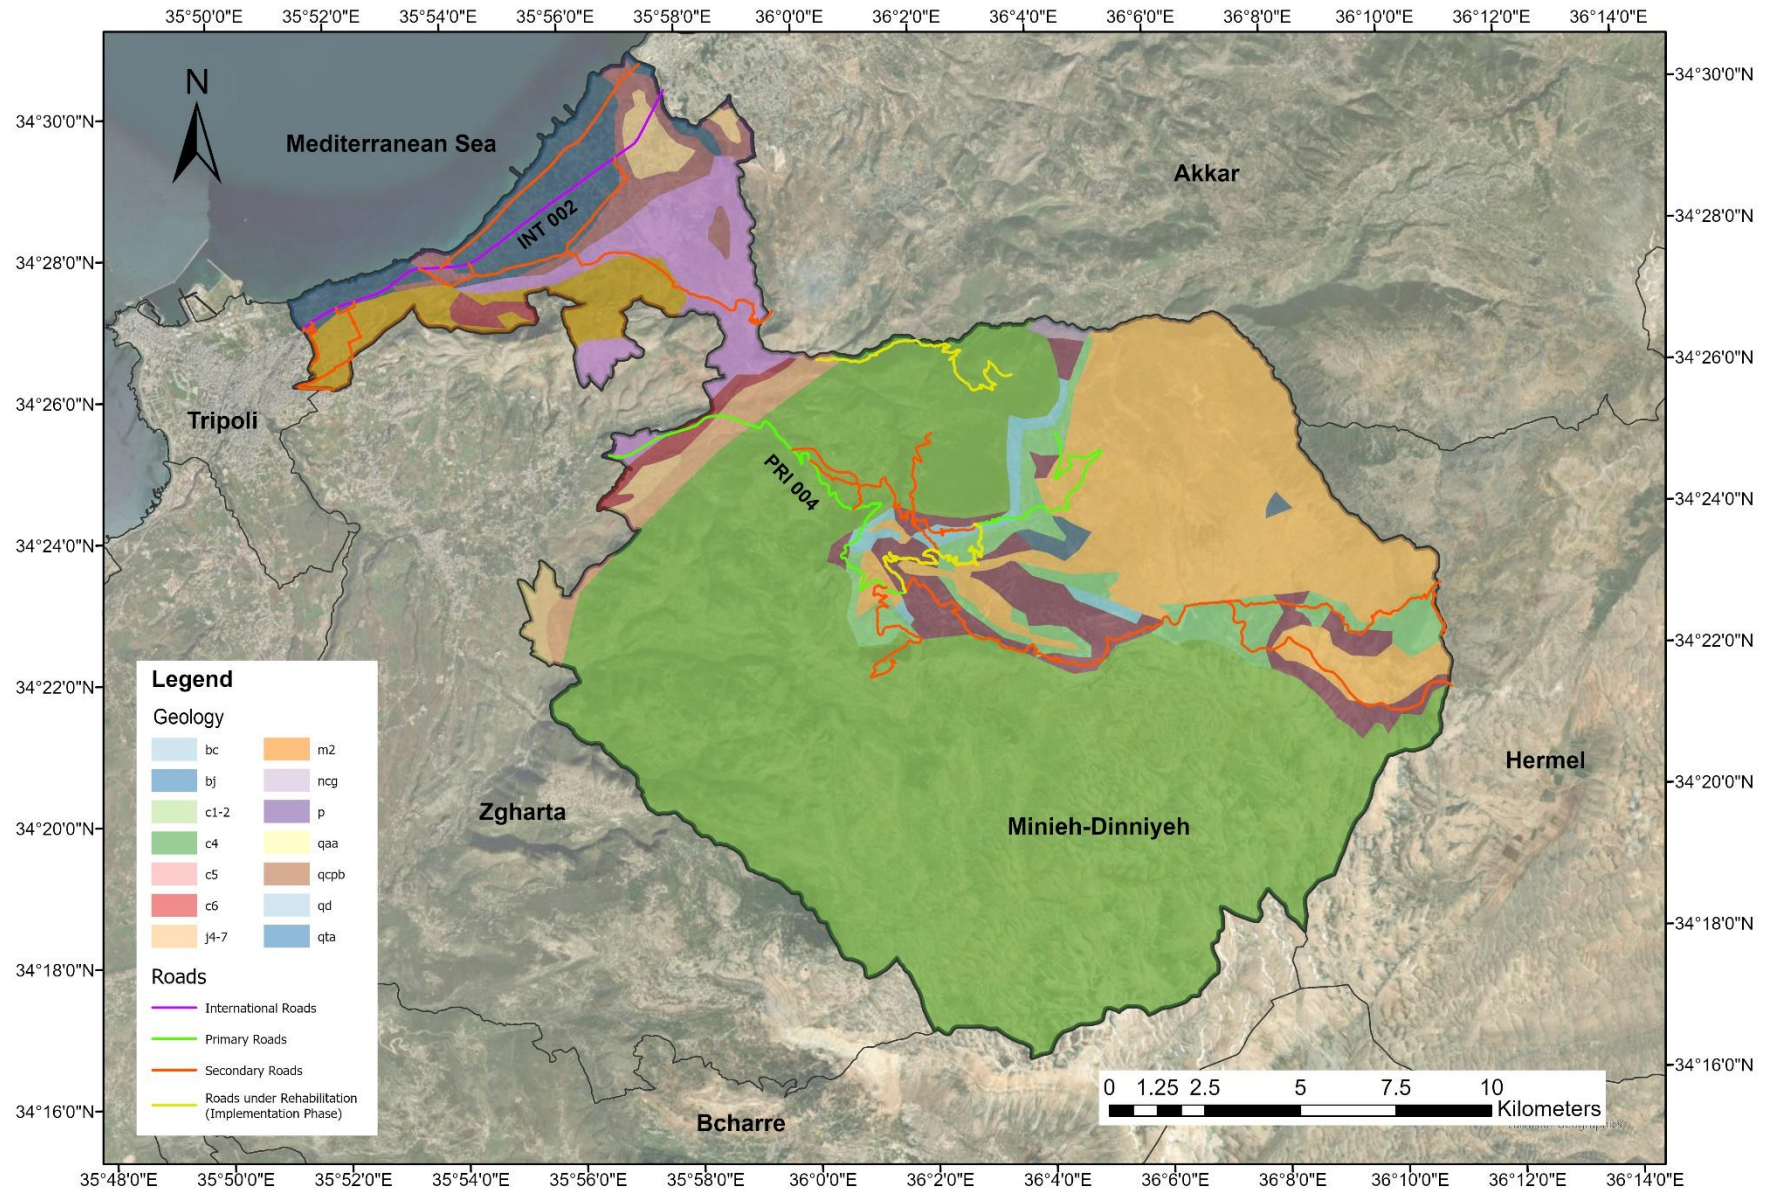 35°50'0"E 35°52'0"E 35°54'0"E 35°56'0"E 35°58'0"E 36°0'0"E 36°2'0"E 36°4'0"E 36°6'0"E 36°8'0"E 36°10'0"E 36°12'0"E 36°14'0"E
34°30'0"N
N
34°30'0"N
Mediterranean Sea
Akkar
34°28'0"N
INT 002
34°28'0"N
34°26'0"N
34°26'0"N
Tripoli
PRI 004
34°24'0"N
34°24'0"N
34°22'0"N
34°22'0"N
Hermel
34°20'0"N
Zgharta
Minieh-Dinniyeh
34°20'0"N
34°18'0"N
34°18'0"N
34°16'0"N
34°16'0"N
Bcharre
Legend
Geology
bc m2
bj ncg
c1-2 p
c4 qaa
c5 qcpb
c6 qd
j4-7 qta
Roads
International Roads
Primary Roads
Secondary Roads
Roads under Rehabilitation
(Implementation Phase)
0 1.25 2.5 5 7.5 10
Kilometers
35°48'0"E 35°50'0"E 35°52'0"E 35°54'0"E 35°56'0"E 35°58'0"E 36°0'0"E 36°2'0"E 36°4'0"E 36°6'0"E 36°8'0"E 36°10'0"E 36°12'0"E 36°14'0"E